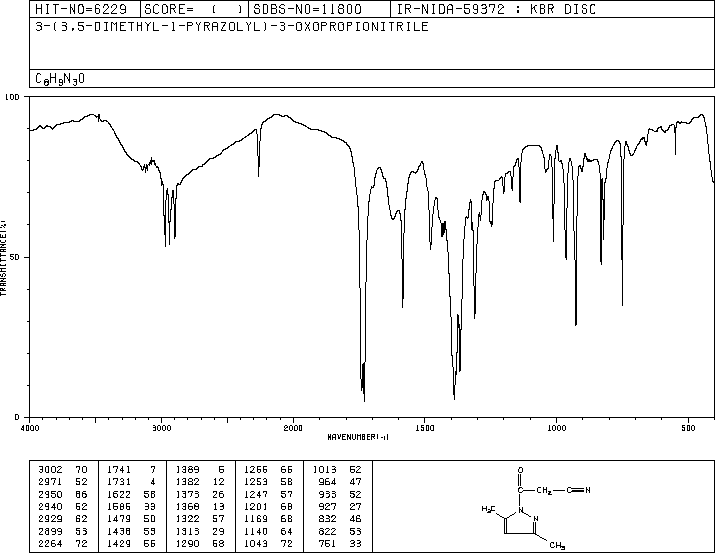 HIT-NO=6229 SCORE= ( ) SDBS-NO=11800 IR-NIDA-59372 : KBR DISC
3-(3,5-DIMETHYL-1-PYRAZOLYL)-3-OXOPROPIONITRILE
C8H9N3O
100
50
0
TRANSMITTANCE(%)
4000 3000 2000 1500 1000 500
WAVENUMBER(-1)
3002 70 1741 7 1389 5 1266 66 1013 52
2971 52 1731 4 1382 12 1253 58 964 47
2950 66 1622 58 1373 26 1247 57 933 52
2940 52 1586 33 1368 13 1201 68 927 27
2929 62 1479 50 1322 57 1169 68 832 46
2899 53 1438 55 1313 29 1140 64 822 53
2264 72 1429 55 1290 58 1043 72 751 33
O
C—CH2—C≡N
H3C N
N
CH3